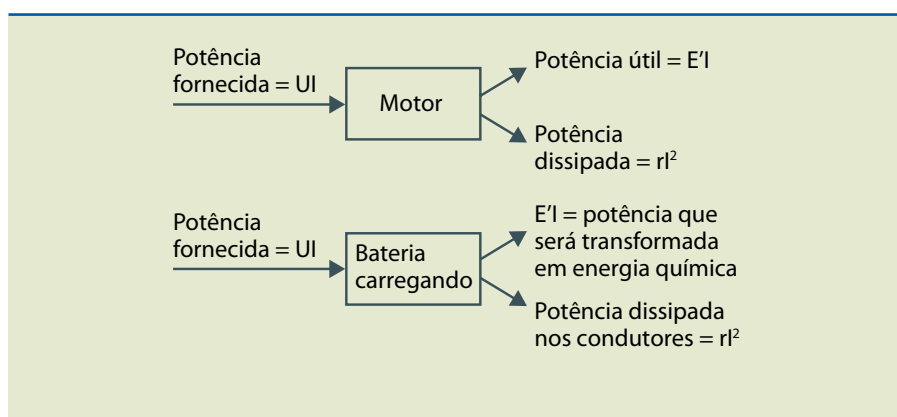 Potência
fornecida = UI
Motor
Potência útil = E'I
Potência
dissipada = rI²
Potência
fornecida = UI
Bateria
carregando
E'I = potência que
será transformada
em energia química
Potência dissipada
nos condutores = rI²